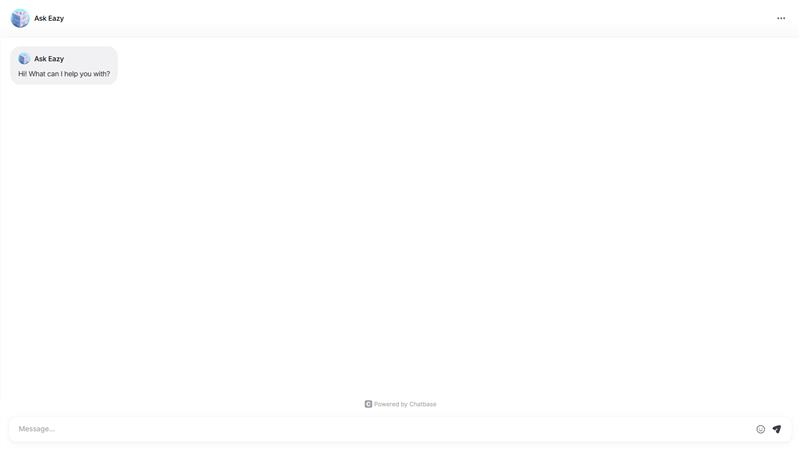 Ask Eazy
Ask Eazy
Hi! What can I help you with?
C Powered by Chatbase
Message...